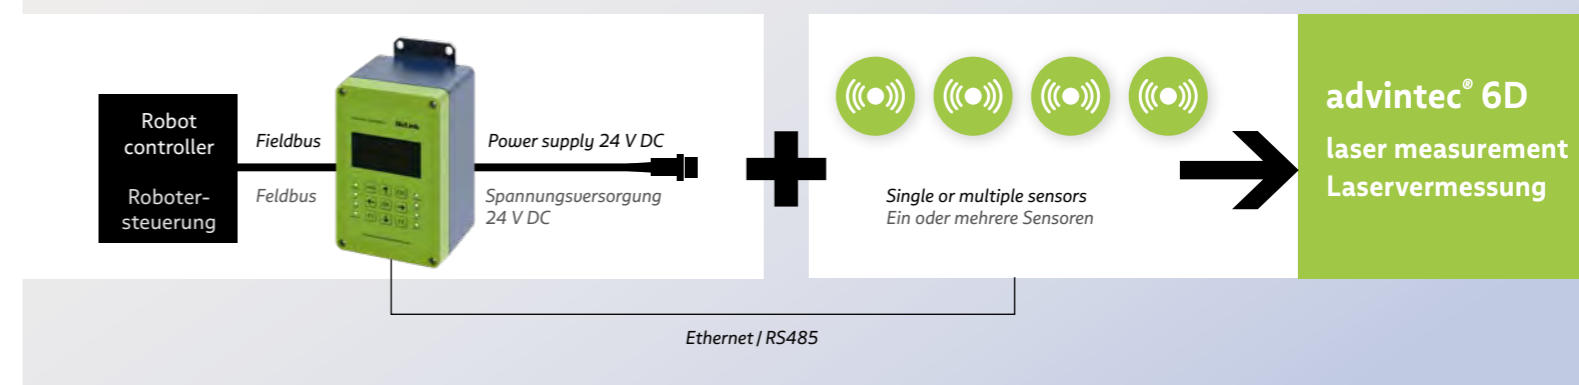 Robot
controller
Roboter-
steuerung
Fieldbus
Feldbus
Power supply 24 V DC
Spannungsversorgung
24 V DC
Single or multiple sensors
Ein oder mehrere Sensoren
advintec® 6D
laser measurement
Laservermessung
Ethernet / RS485